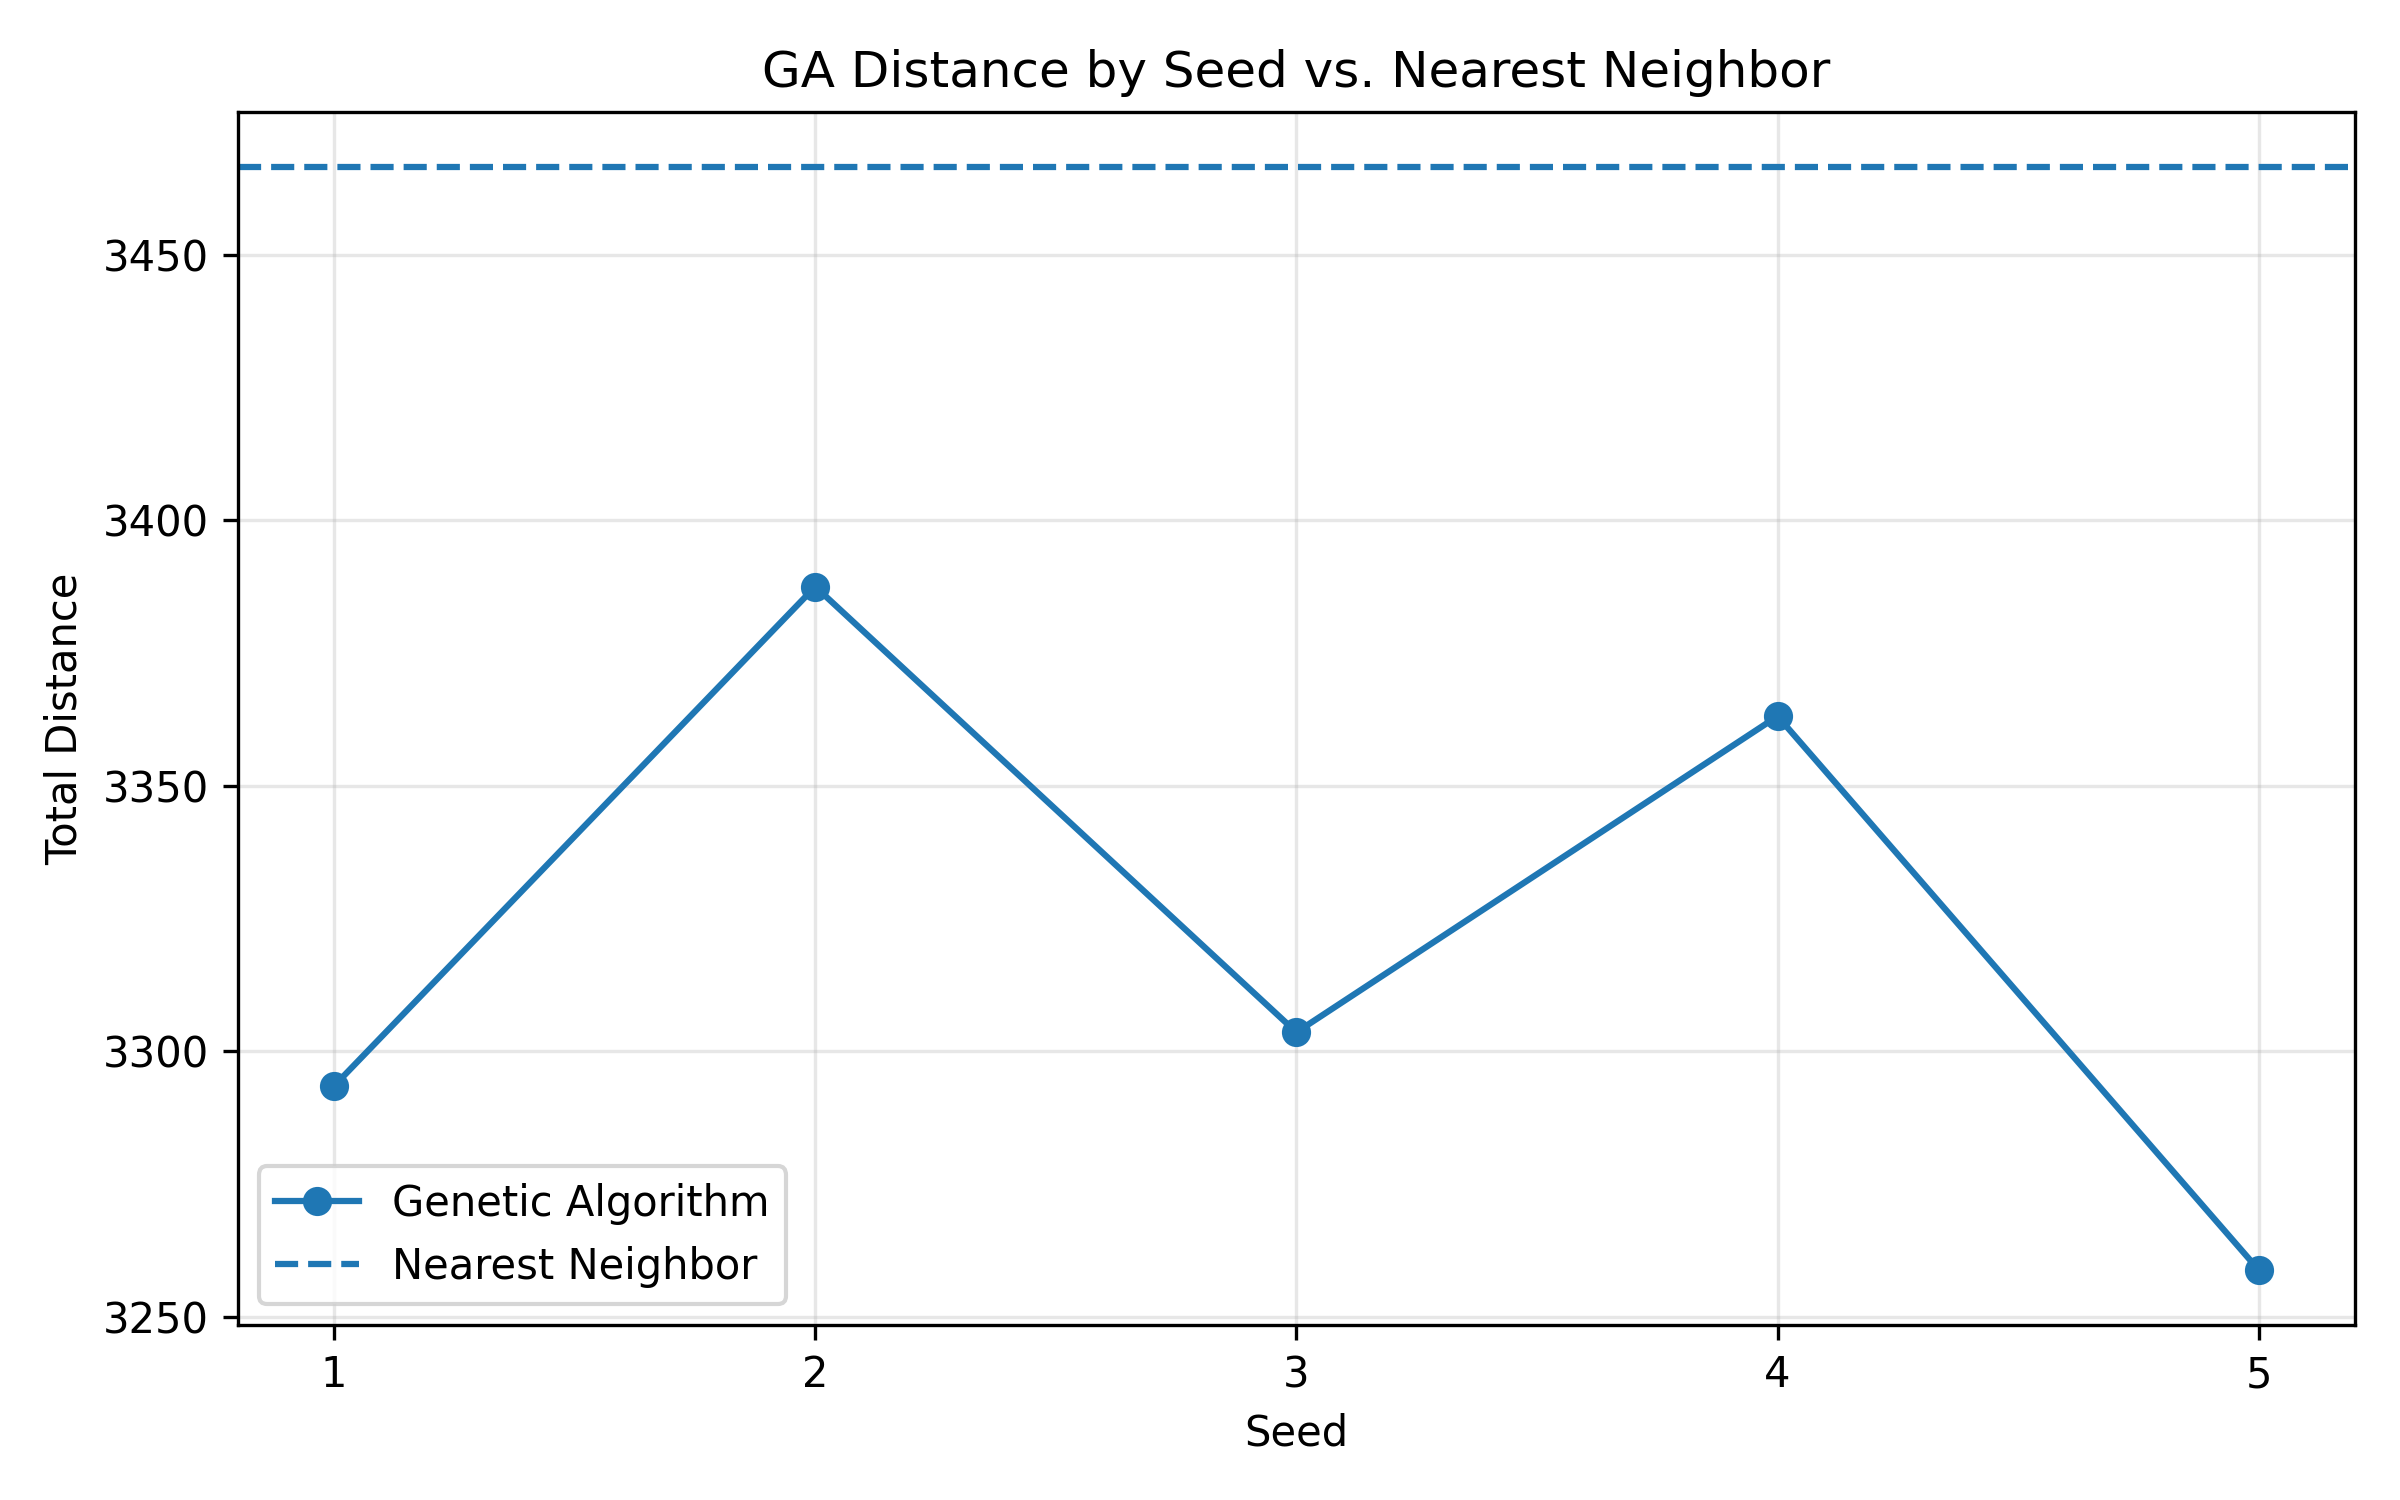 GA Distance by Seed vs. Nearest Neighbor
Total Distance
3450
3400
3350
3300
3250
Genetic Algorithm
Nearest Neighbor
1 2 3 4 5
Seed